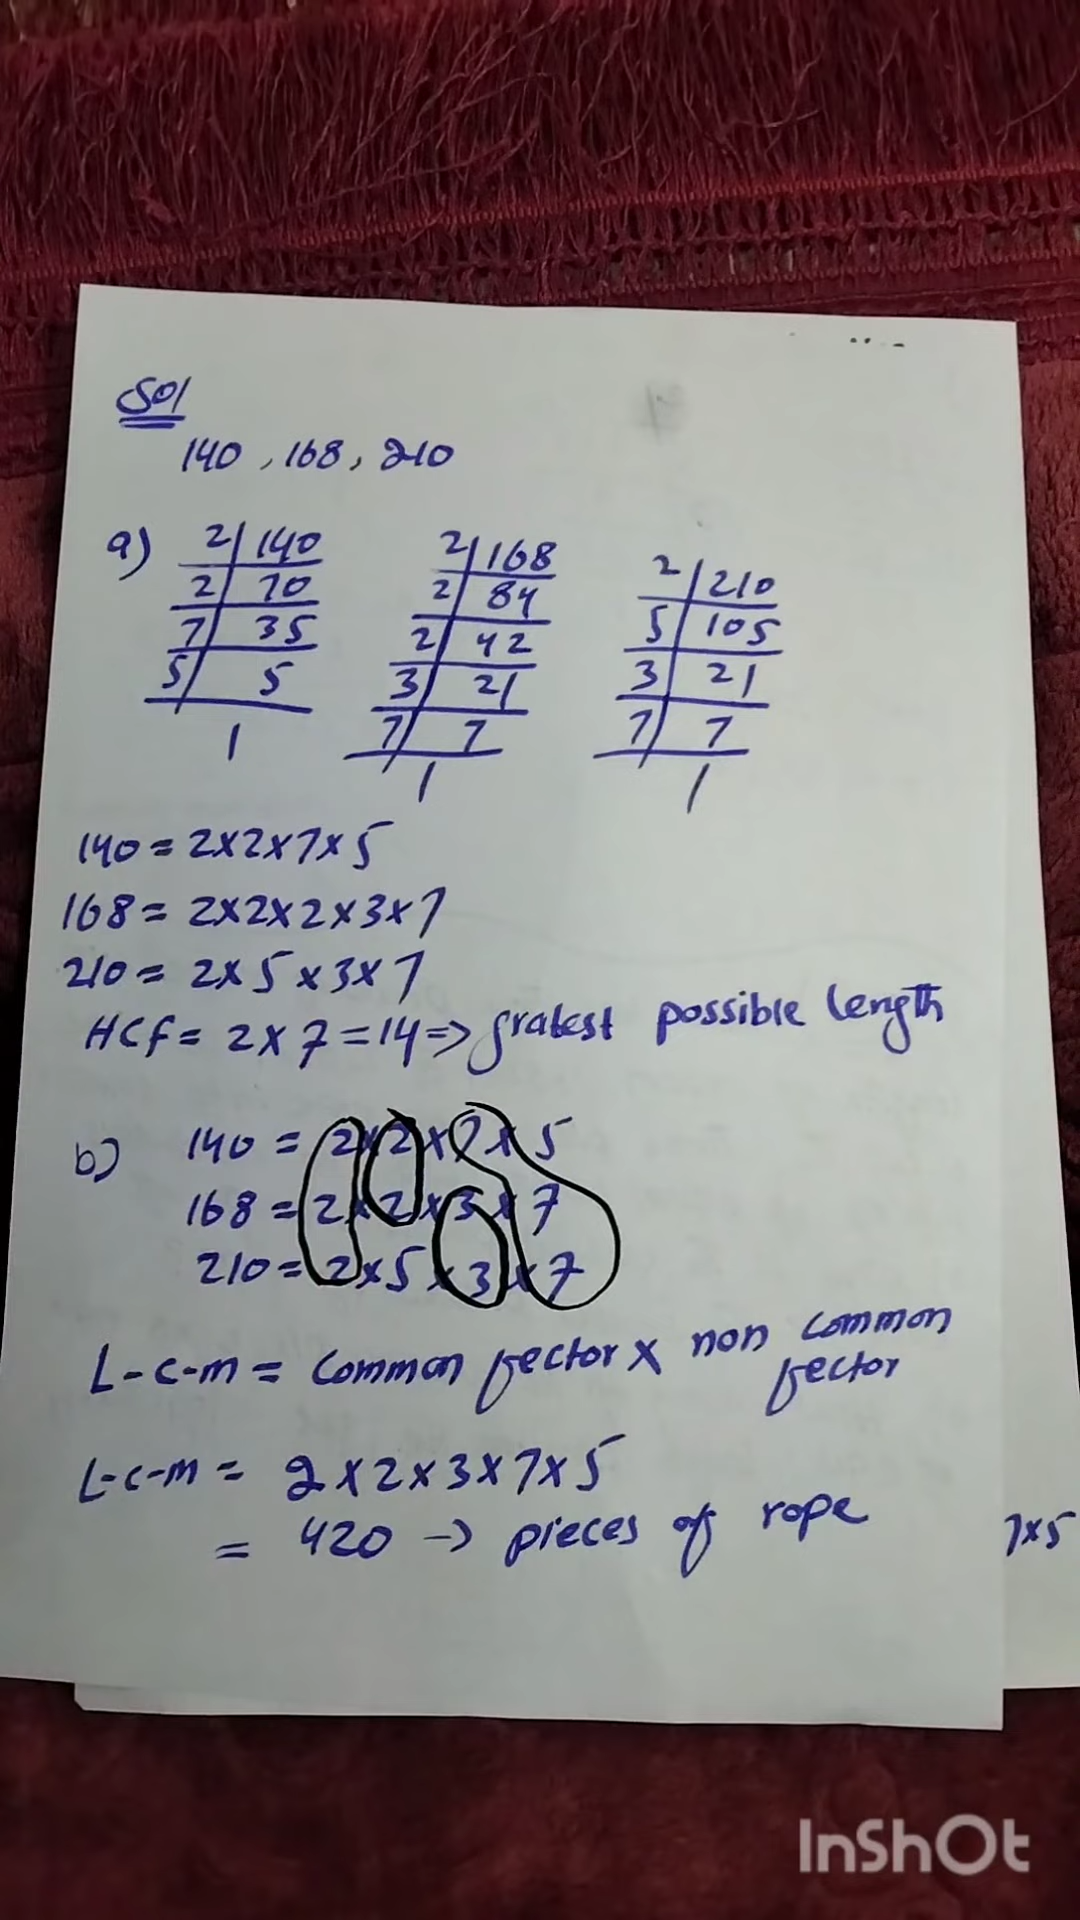 Sol
140, 168, 210
a) 2 140 2 168 2 210
2 70 2 84 5 105
7 35 2 42 3 21
5 5 3 21 7 7
1 7 7 1
1
140 = 2×2×7×5
168 = 2×2×2×3×7
210 = 2×5×3×7
HCf = 2×7 = 14 => gratest possible length
b) 140 = 2×2×7×5
168 = 2×2×3×7
210 = 2×5×3×7
L-c-m = Common fector × non common fector
L-c-m = 2×2×3×7×5
= 420 → pieces of rope
7×5
InShOt